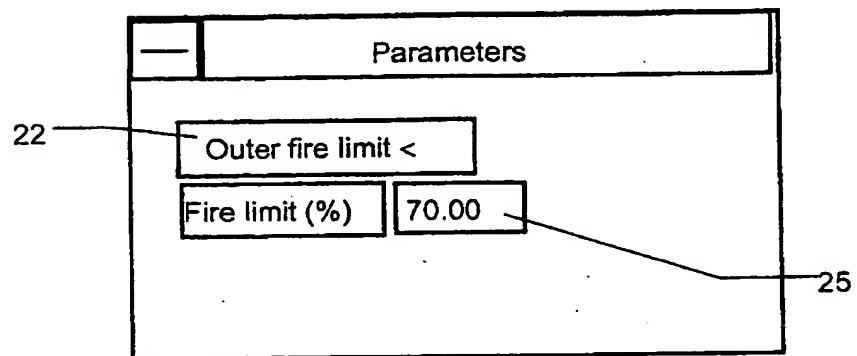 Parameters
22
Outer fire limit <
Fire limit (%) 70.00
25